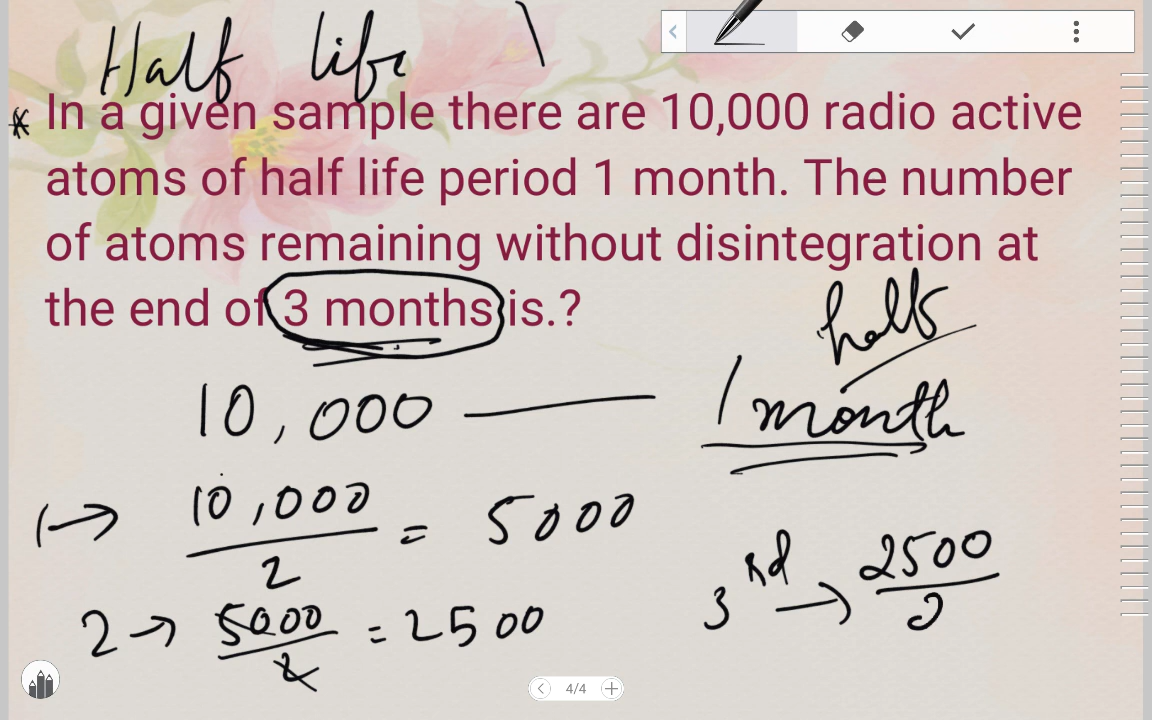 Half life
* In a given sample there are 10,000 radio active
atoms of half life period 1 month. The number
of atoms remaining without disintegration at
the end of 3 months is.?
half
10,000 — 1 month
1→ 10,000/2 = 5000
2→ 5000/2 = 2500
3rd → 2500/2
4/4